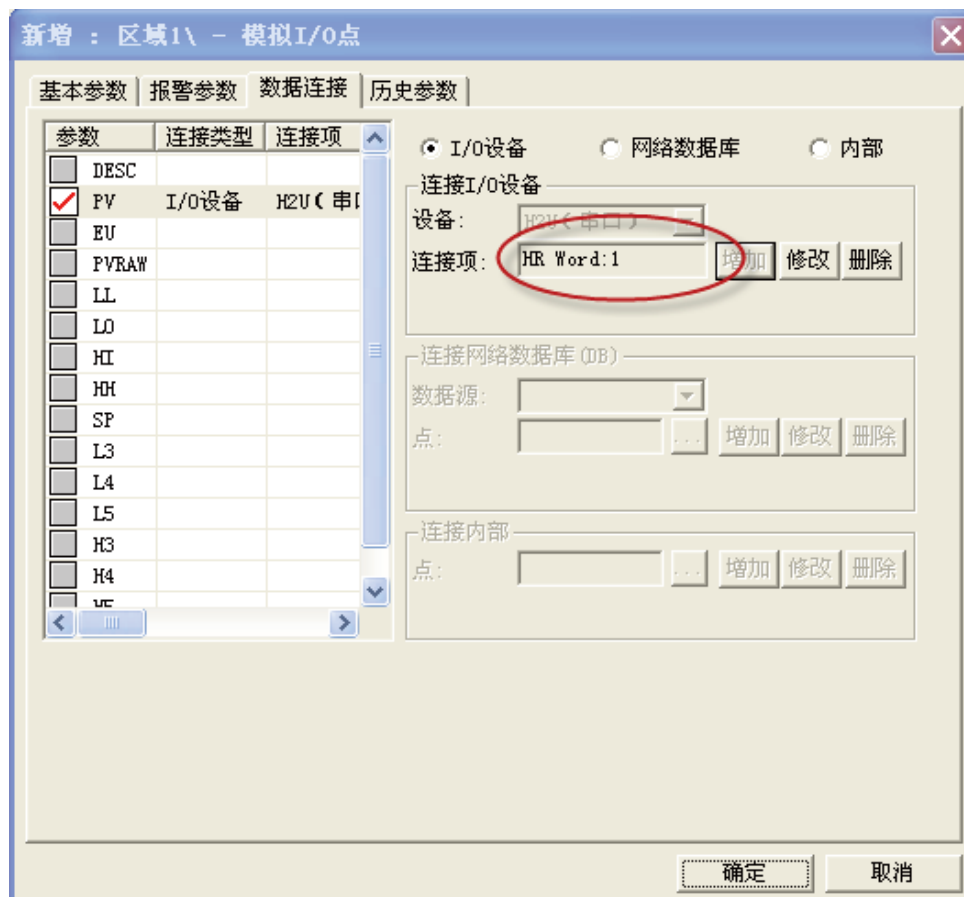 新增 : 区域1\ - 模拟I/O点
基本参数 报警参数 数据连接 历史参数
参数 连接类型 连接项
DESC
PV I/O设备 H2U(串口
EU
PVRAW
LL
LO
HI
HH
SP
L3
L4
L5
H3
H4
I/O设备 网络数据库 内部
连接I/O设备
设备: H2U(串口)
连接项: HR Word:1 增加 修改 删除
连接网络数据库(DB)
数据源:
点: ... 增加 修改 删除
连接内部
点: ... 增加 修改 删除
确定 取消